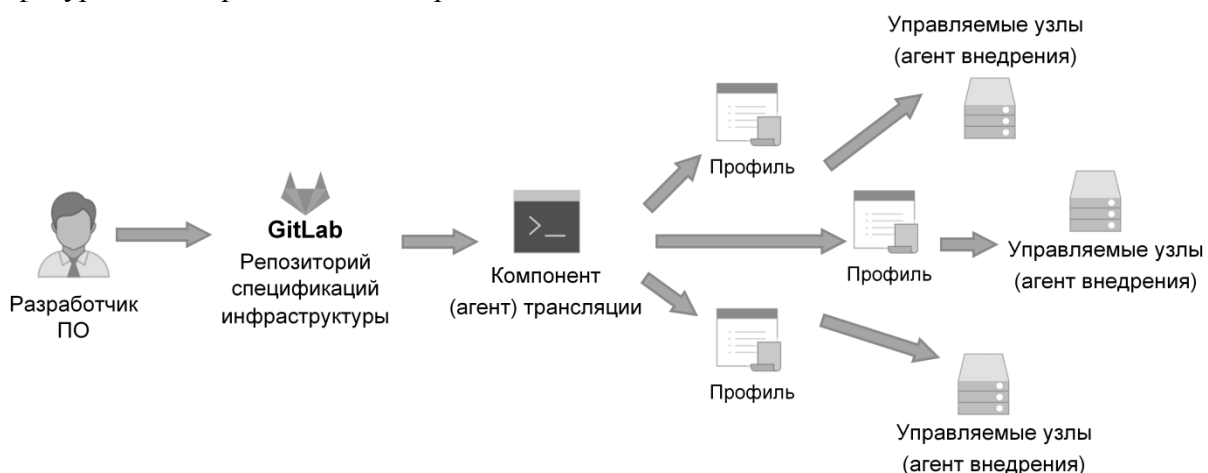 Управляемые узлы
(агент внедрения)
Профиль
GitLab
Репозиторий
спецификаций
инфраструктуры
Разработчик
ПО
>_
Компонент
(агент) трансляции
Профиль
Управляемые узлы
(агент внедрения)
Профиль
Управляемые узлы
(агент внедрения)